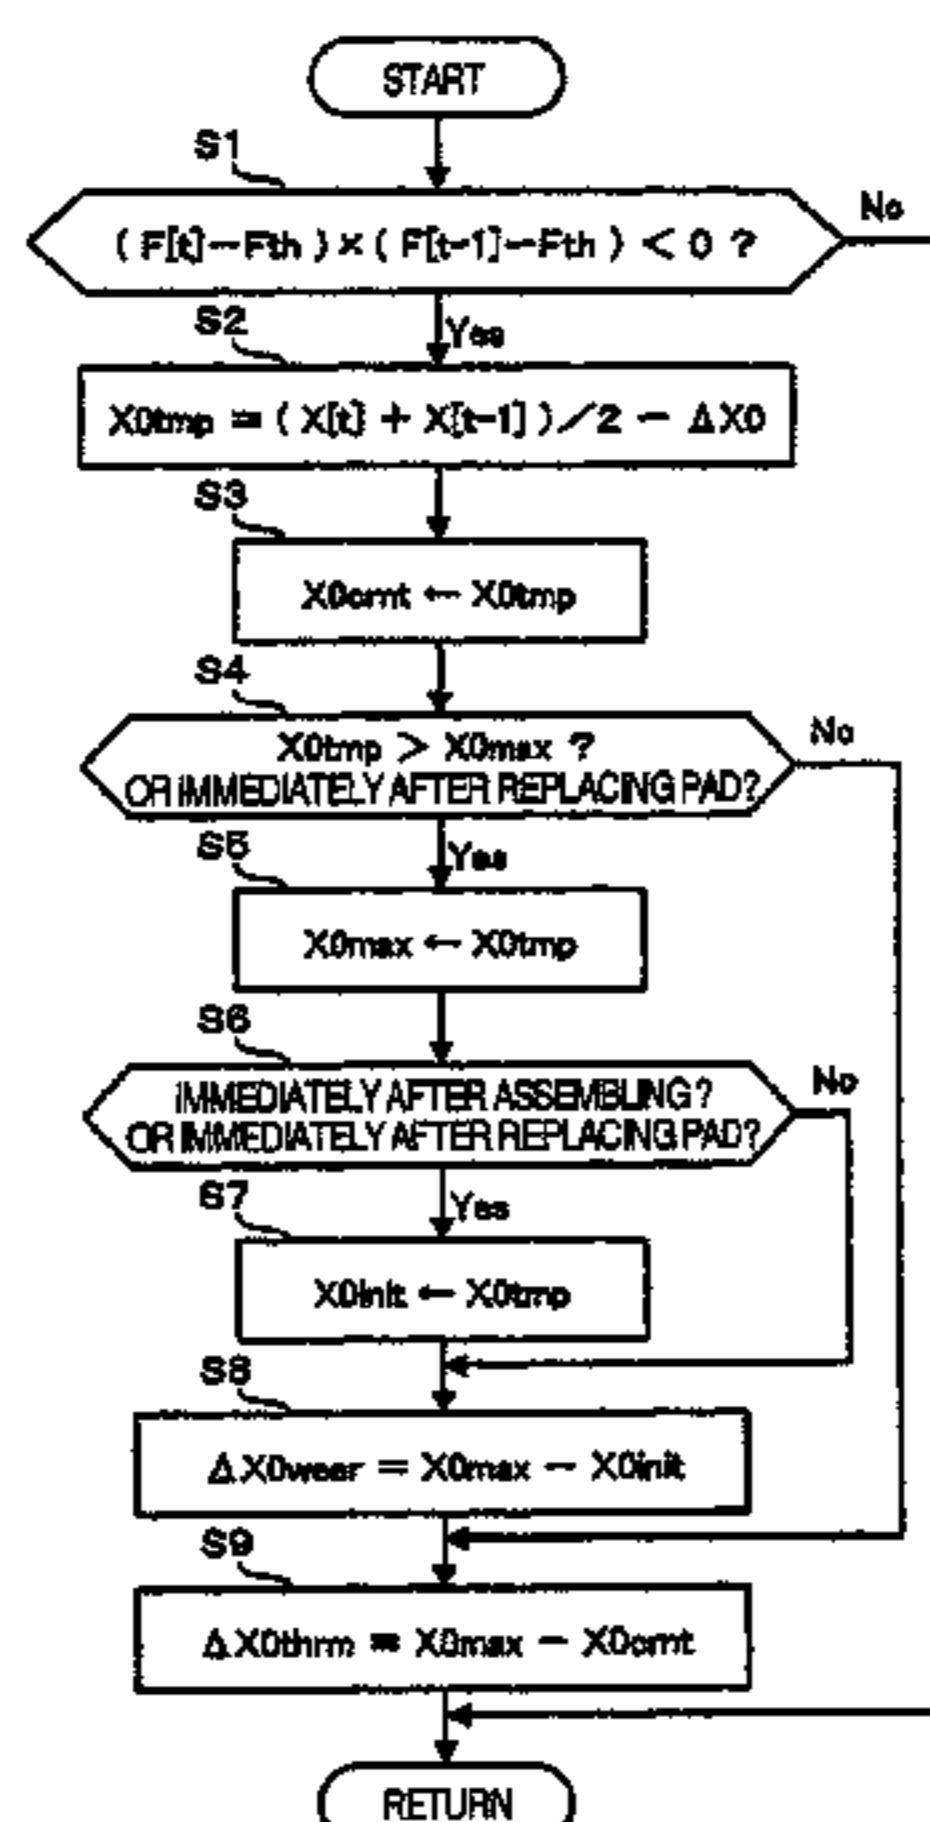 START
S1
No
( F[t]−Fth )×( F[t-1]−Fth ) < 0 ?
S2
Yes
X0tmp = ( X[t] + X[t-1] )/2 − ΔX0
S3
X0crnt ← X0tmp
S4
No
X0tmp > X0max ?
OR IMMEDIATELY AFTER REPLACING PAD?
S5
Yes
X0max ← X0tmp
S6
No
IMMEDIATELY AFTER ASSEMBLING?
OR IMMEDIATELY AFTER REPLACING PAD?
S7
Yes
X0init ← X0tmp
S8
ΔX0wear = X0max − X0init
S9
ΔX0thrm = X0max − X0crnt
RETURN